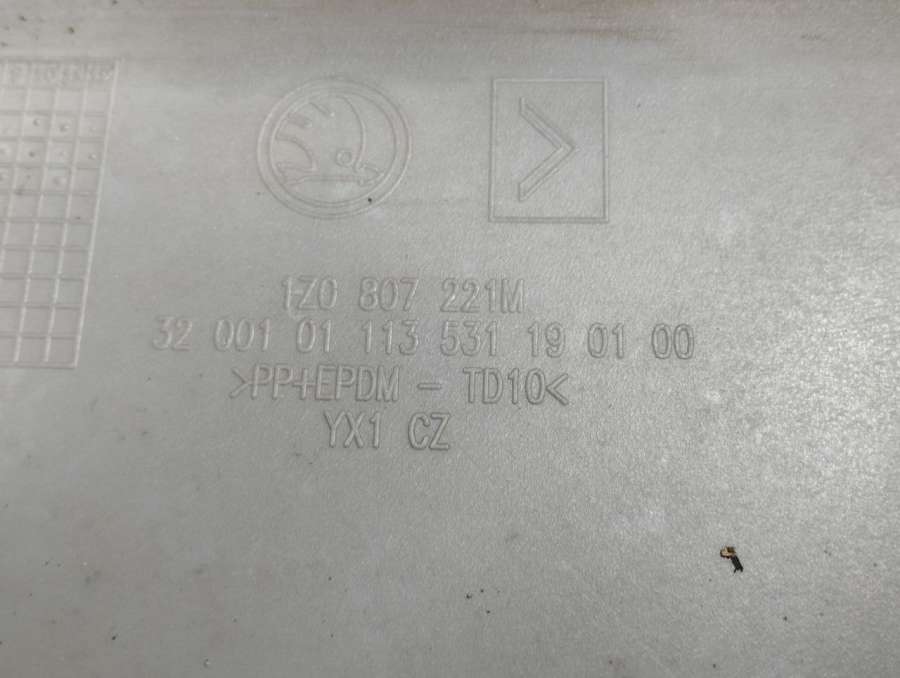 1Z0 807 221M
32 001 01 113 531 19 01 00
>PP+EPDM - TD10<
YX1 CZ